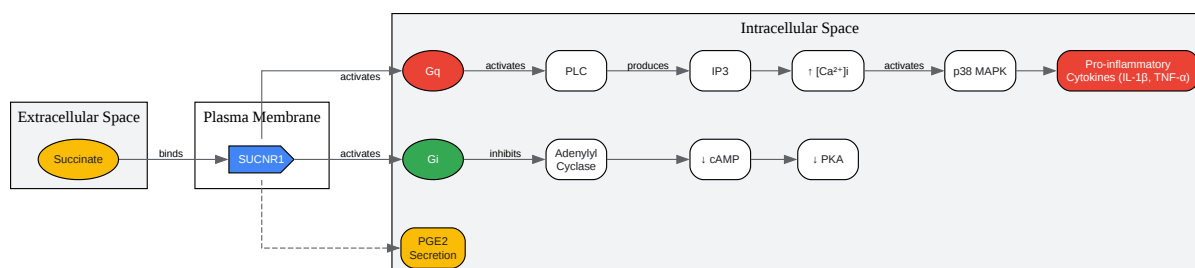 Intracellular Space
Gq
activates
activates
PLC
produces
IP3
↑ [Ca²⁺]i
activates
p38 MAPK
Pro-inflammatory
Cytokines (IL-1β, TNF-α)
Extracellular Space
Plasma Membrane
Succinate
binds
SUCNR1
activates
Gi
inhibits
Adenylyl
Cyclase
↓ cAMP
↓ PKA
PGE2
Secretion